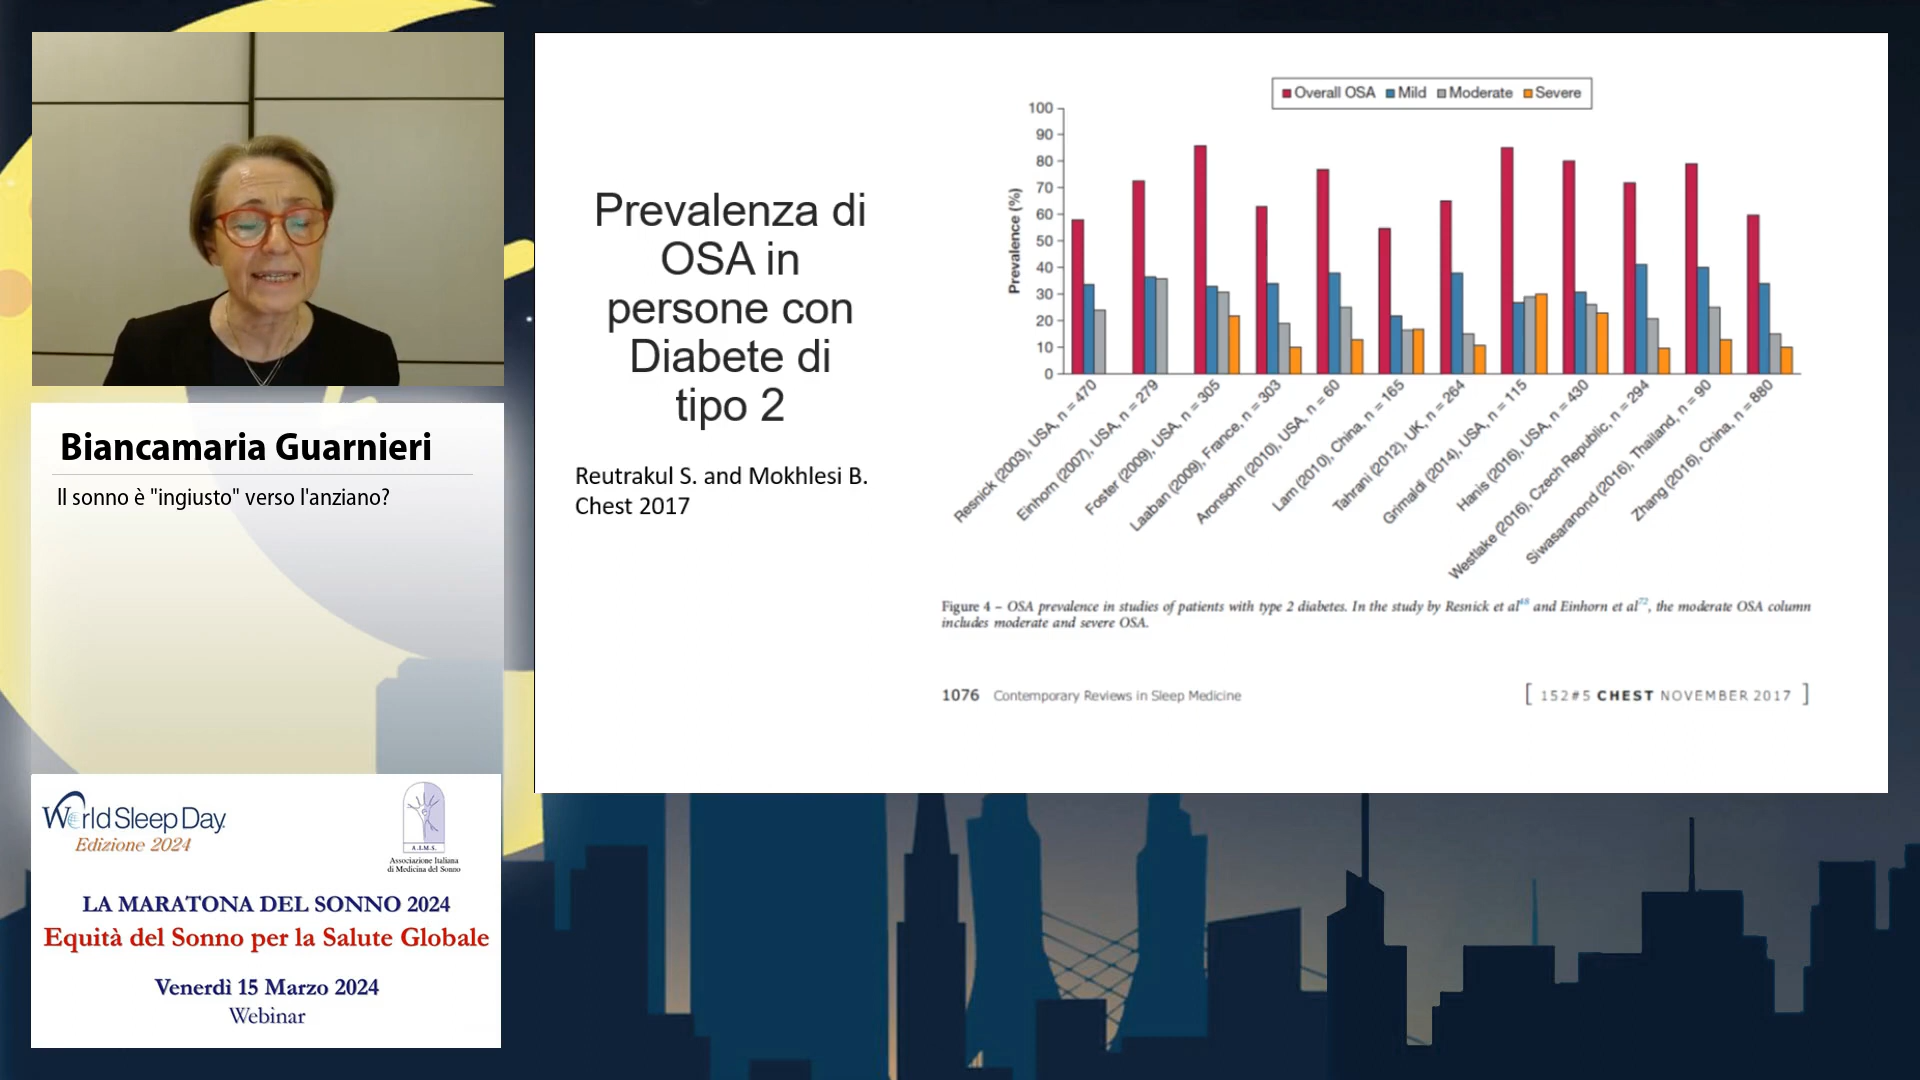 Biancamaria Guarnieri
Il sonno è "ingiusto" verso l'anziano?
World Sleep Day
Edizione 2024
A.I.M.S.
Associazione Italiana
di Medicina del Sonno
LA MARATONA DEL SONNO 2024
Equità del Sonno per la Salute Globale
Venerdì 15 Marzo 2024
Webinar
Prevalenza di
OSA in
persone con
Diabete di
tipo 2
Reutrakul S. and Mokhlesi B.
Chest 2017
Overall OSA Mild Moderate Severe
Prevalence (%)
100
90
80
70
60
50
40
30
20
10
0
Resnick (2003), USA, n = 470
Einhorn (2007), USA, n = 279
Foster (2009), USA, n = 305
Laaban (2009), France, n = 303
Aronsohn (2010), USA, n = 60
Lam (2010), China, n = 165
Tahrani (2012), UK, n = 264
Grimaldi (2014), USA, n = 115
Hanis (2016), USA, n = 430
Westlake (2016), Czech Republic, n = 294
Siwasaranond (2016), Thailand, n = 90
Zhang (2016), China, n = 880
Figure 4 – OSA prevalence in studies of patients with type 2 diabetes. In the study by Resnick et al48 and Einhorn et al72, the moderate OSA column
includes moderate and severe OSA.
1076 Contemporary Reviews in Sleep Medicine
[ 152#5 CHEST NOVEMBER 2017 ]